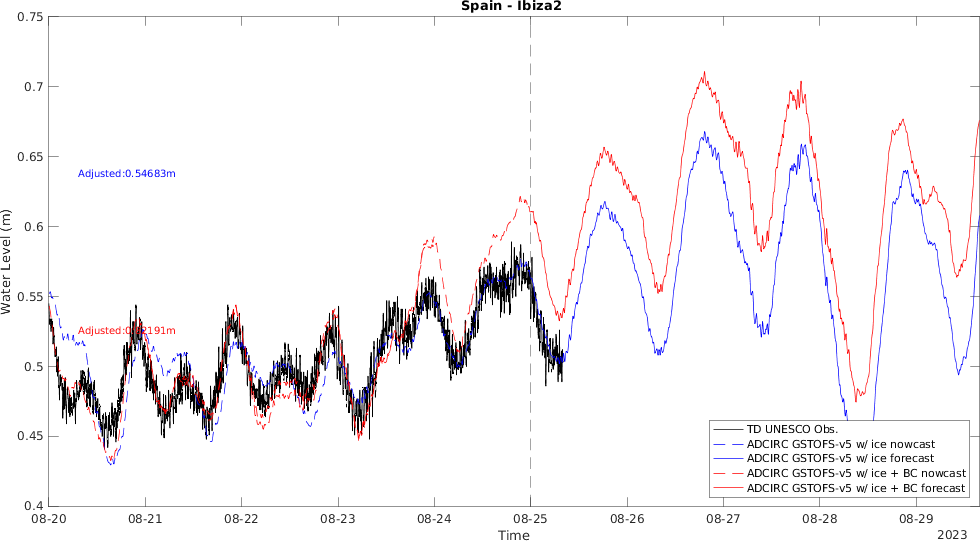 Spain - Ibiza2
0.75
0.7
0.65
0.6
0.55
0.5
0.45
0.4
Water Level (m)
Adjusted:0.54683m
TD UNESCO Obs.
ADCIRC GSTOFS-v5 w/ ice nowcast
ADCIRC GSTOFS-v5 w/ ice forecast
ADCIRC GSTOFS-v5 w/ ice + BC nowcast
ADCIRC GSTOFS-v5 w/ ice + BC forecast
08-20 08-21 08-22 08-23 08-24 08-25 08-26 08-27 08-28 08-29
Time
2023